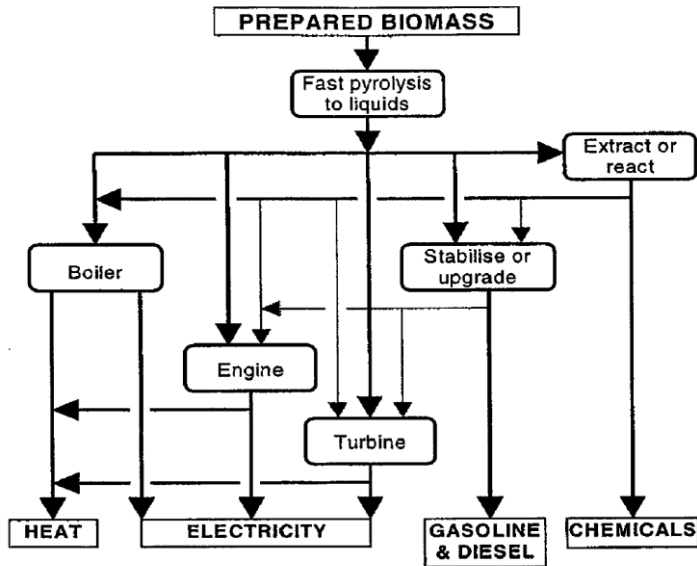 PREPARED BIOMASS
Fast pyrolysis
to liquids
Extract or
react
Boiler
Stabilise or
upgrade
Engine
Turbine
HEAT
ELECTRICITY
GASOLINE
& DIESEL
CHEMICALS